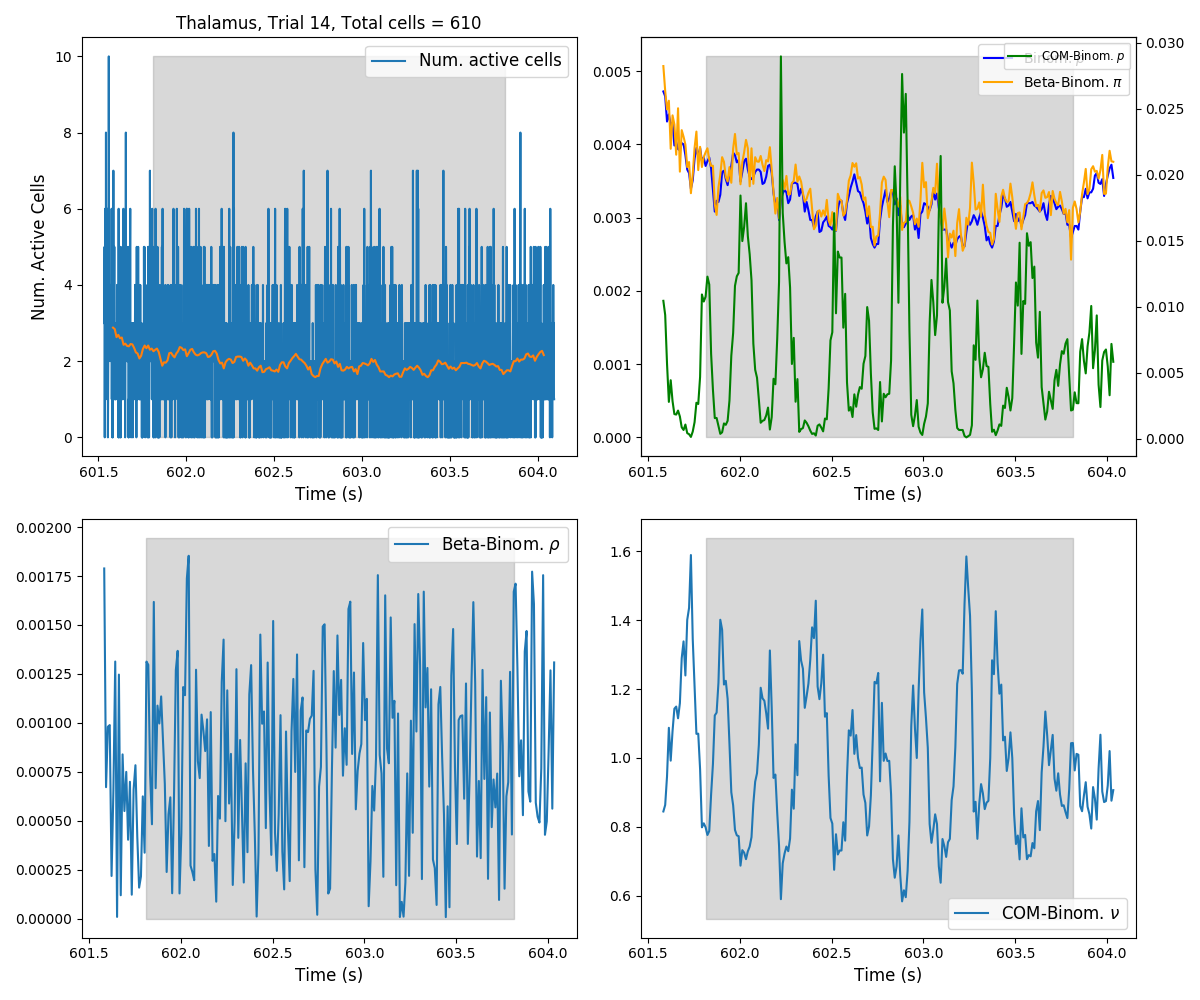 Thalamus, Trial 14, Total cells = 610
Num. Active Cells
10
8
6
4
2
0
Num. active cells
601.5 602.0 602.5 603.0 603.5 604.0
Time (s)
0.005
0.004
0.003
0.002
0.001
0.000
COM-Binom. p
Beta-Binom. π
0.030
0.025
0.020
0.015
0.010
0.005
0.000
601.5 602.0 602.5 603.0 603.5 604.0
Time (s)
0.00200
0.00175
0.00150
0.00125
0.00100
0.00075
0.00050
0.00025
0.00000
Beta-Binom. ρ
601.5 602.0 602.5 603.0 603.5 604.0
Time (s)
1.6
1.4
1.2
1.0
0.8
0.6
COM-Binom. ν
601.5 602.0 602.5 603.0 603.5 604.0
Time (s)